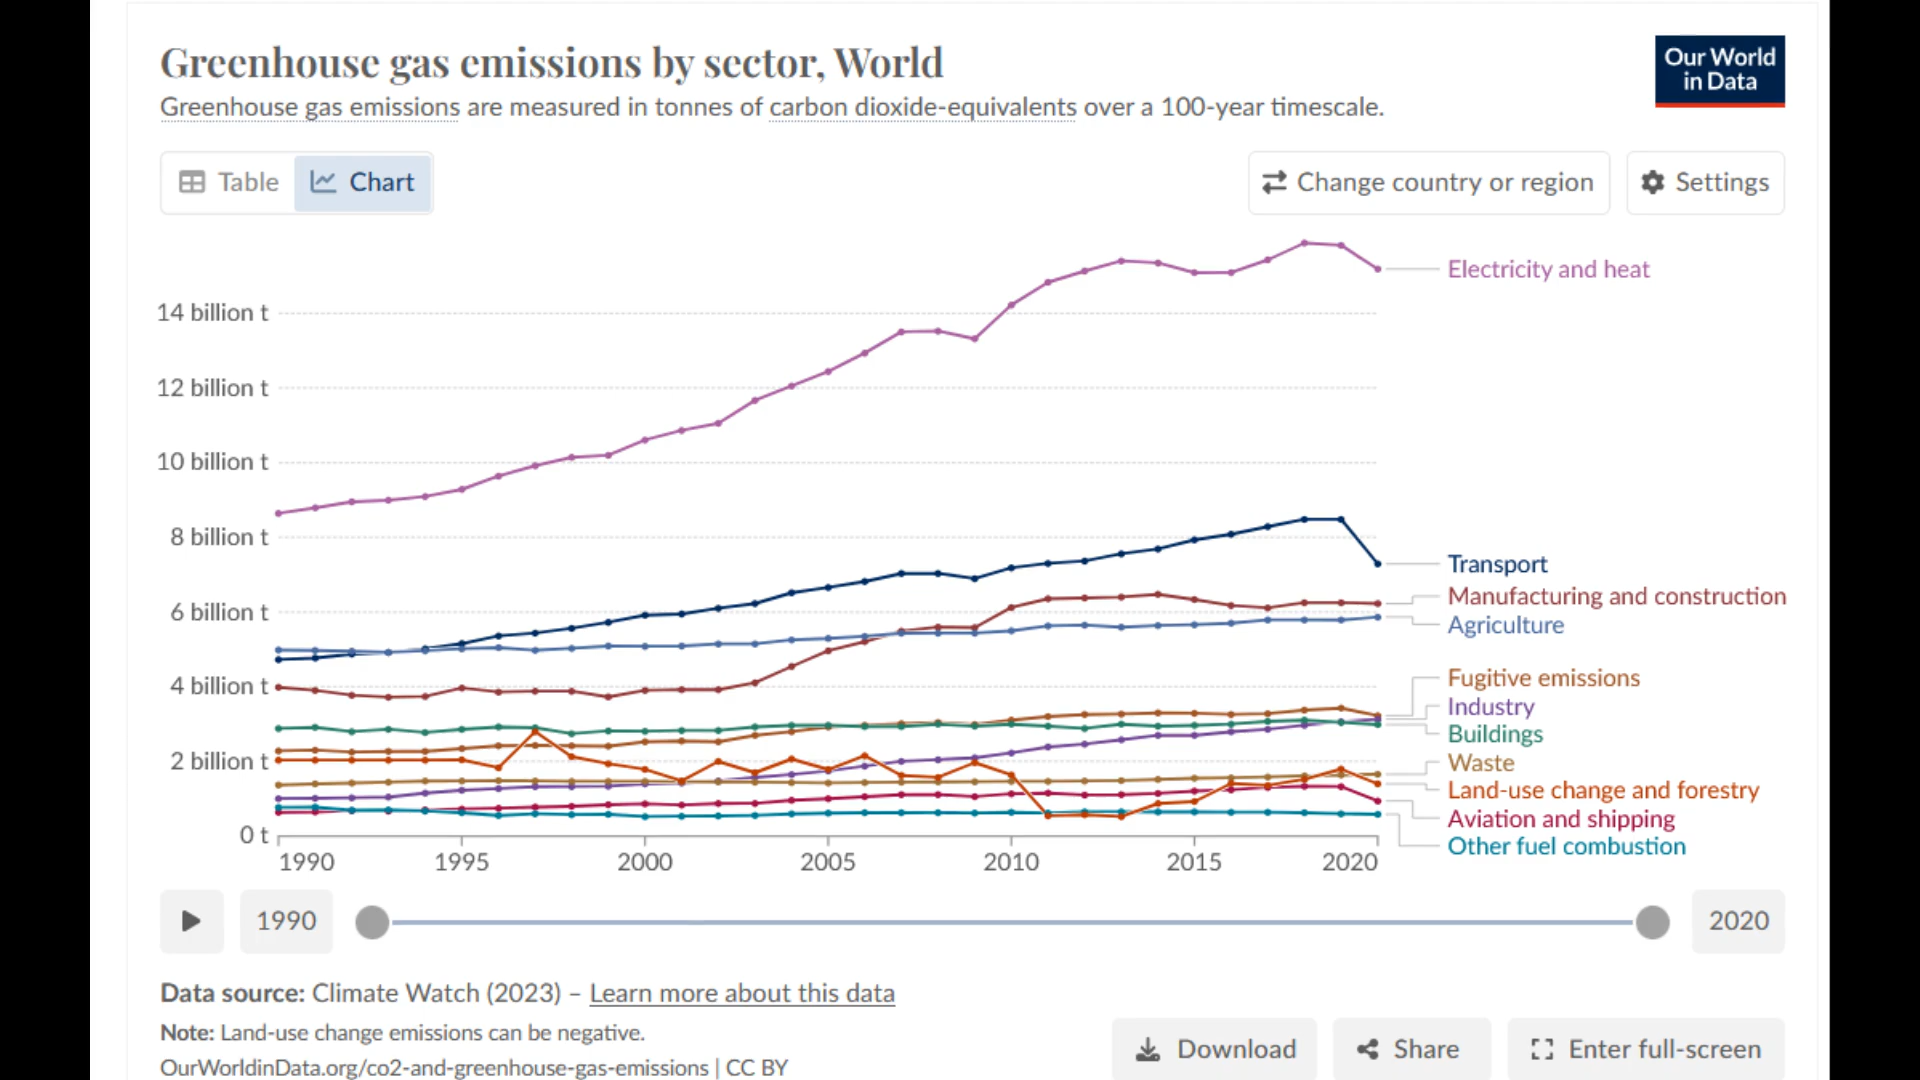 Greenhouse gas emissions by sector, World
Our World
in Data
Greenhouse gas emissions are measured in tonnes of carbon dioxide-equivalents over a 100-year timescale.
Table
Chart
Change country or region
Settings
14 billion t
12 billion t
10 billion t
8 billion t
6 billion t
4 billion t
2 billion t
0 t
Electricity and heat
Transport
Manufacturing and construction
Agriculture
Fugitive emissions
Industry
Buildings
Waste
Land-use change and forestry
Aviation and shipping
Other fuel combustion
1990 1995 2000 2005 2010 2015 2020
1990
2020
Data source: Climate Watch (2023) – Learn more about this data
Note: Land-use change emissions can be negative.
OurWorldinData.org/co2-and-greenhouse-gas-emissions | CC BY
Download
Share
Enter full-screen